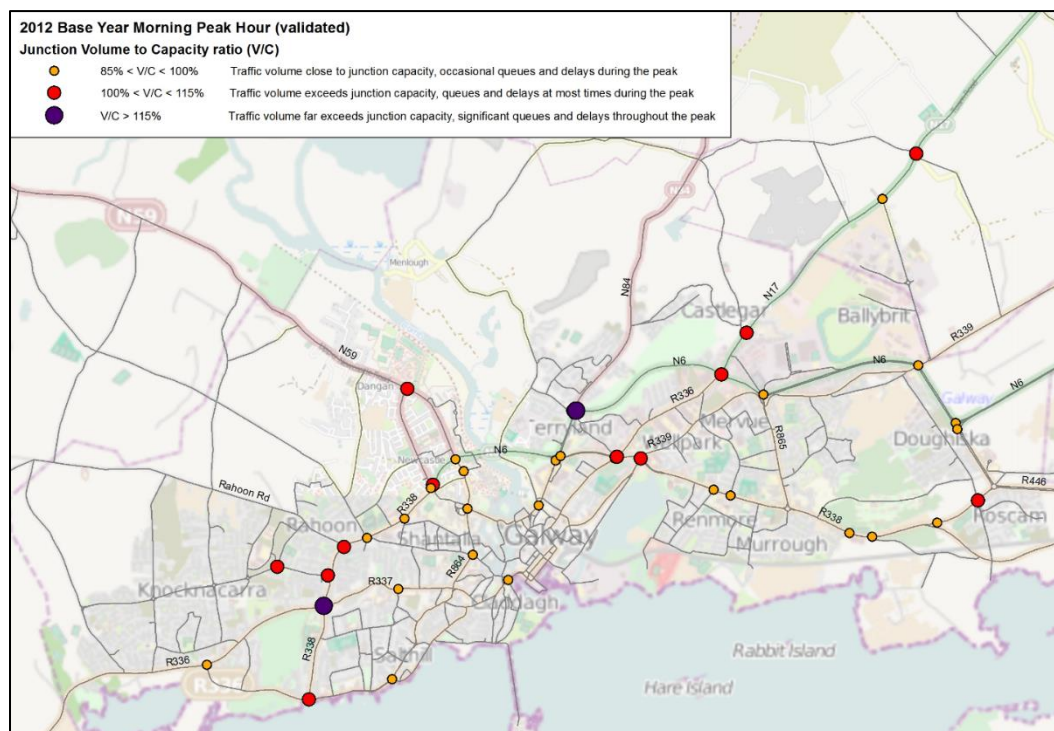 2012 Base Year Morning Peak Hour (validated)
Junction Volume to Capacity ratio (V/C)
85% < V/C < 100% Traffic volume close to junction capacity, occasional queues and delays during the peak
100% < V/C < 115% Traffic volume exceeds junction capacity, queues and delays at most times during the peak
V/C > 115% Traffic volume far exceeds junction capacity, significant queues and delays throughout the peak
N59
Menlough
N84
Castlegar
N17
Ballybrit
R339
N6
N6
Galway
N59
Dangan
N6
R336
Mervue
R865
Doughiska
R339
Newcastle
N6
R446
Rahoon Rd
R338
Rahoon
Shantalla
Galway
Renmore
R338
Murrough
Roscam
Knocknacarra
R337
R864
Claddagh
R338
Salthill
R336
R336
Rabbit Island
Hare Island